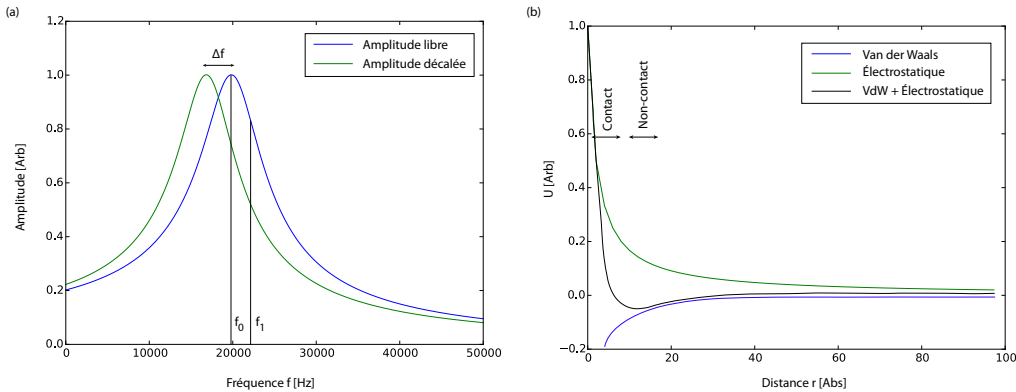 (a)
1.2
1.0
0.8
0.6
0.4
0.2
0.0
Amplitude [Arb]
Δf
Amplitude libre
Amplitude décalée
f0
f1
0
10000
20000
30000
40000
50000
Fréquence f [Hz]
(b)
1.0
0.8
0.6
0.4
0.2
0.0
−0.2
U [Arb]
Contact
Non-contact
Van der Waals
Électrostatique
VdW + Électrostatique
0
20
40
60
80
100
Distance r [Abs]